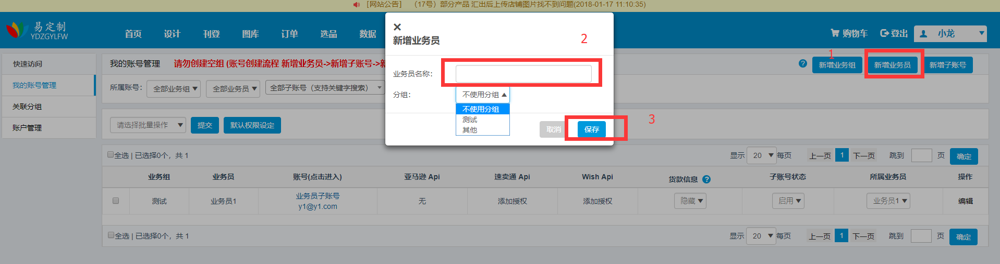 ［网站公告］ （17号）部分产品 汇出后上传店铺图片找不到问题(2018-01-17 11:10:35)
易定制
YDZGYLFW
首页 设计 刊登 图库 订单 选品 数据 购物车 登出 小龙
新增业务员 2
快速访问
我的账号管理
关联分组
账户管理
我的账号管理 请勿创建空组 (账号创建流程 新增业务员->新增子账号-> ? 新增业务组 1 新增业务员 新增子账号
所属账号： 全部业务组 全部业务员 全部子账号（支持关键字搜索）
业务员名称：
分组： 不使用分组
不使用分组
测试
其他
取消 保存 3
请选择批量操作 提交 默认权限设定
全选 | 已选择0个，共 1 显示 20 每页 上一页 1 下一页 跳到 页 确定
业务组 业务员 账号(点击进入) 亚马逊 Api 速卖通 Api Wish Api 货款信息 ? 子账号状态 所属业务员 操作
测试 业务员1 业务员子账号 无 添加授权 添加授权 隐藏 启用 业务员1 编辑
y1@y1.com
全选 | 已选择0个，共 1 显示 20 每页 上一页 1 下一页 跳到 页 确定